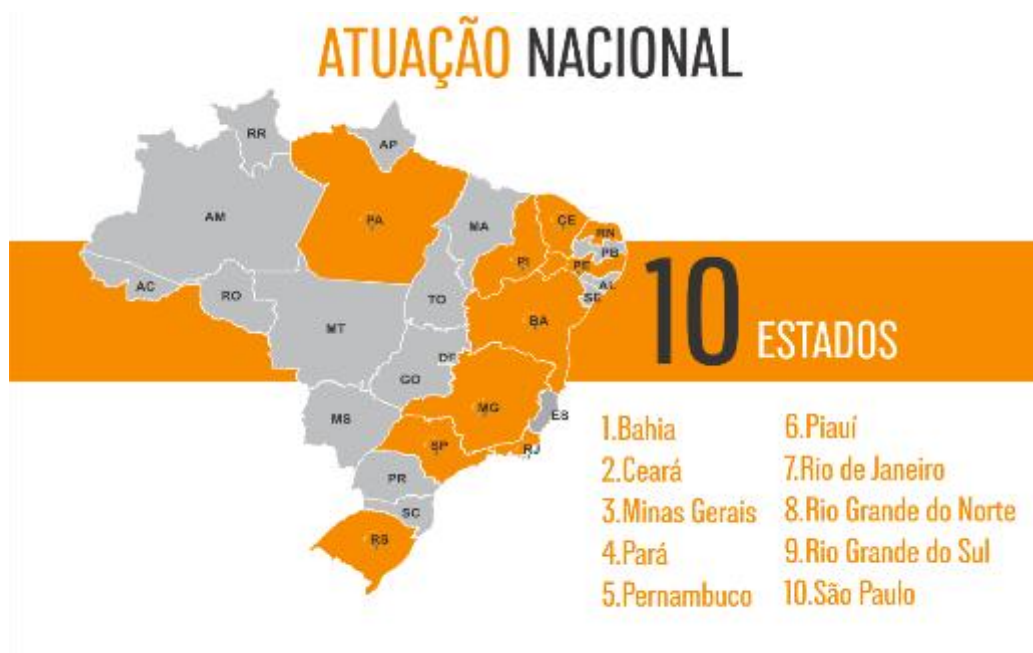 ATUAÇÃO NACIONAL
RR
AP
AM
PA
MA
CE
RN
PB
PI
PE
AL
SE
AC
RO
TO
BA
MT
DF
GO
MG
ES
MS
SP
RJ
PR
SC
RS
10 ESTADOS
1.Bahia
2.Ceará
3.Minas Gerais
4.Pará
5.Pernambuco
6.Piauí
7.Rio de Janeiro
8.Rio Grande do Norte
9.Rio Grande do Sul
10.São Paulo